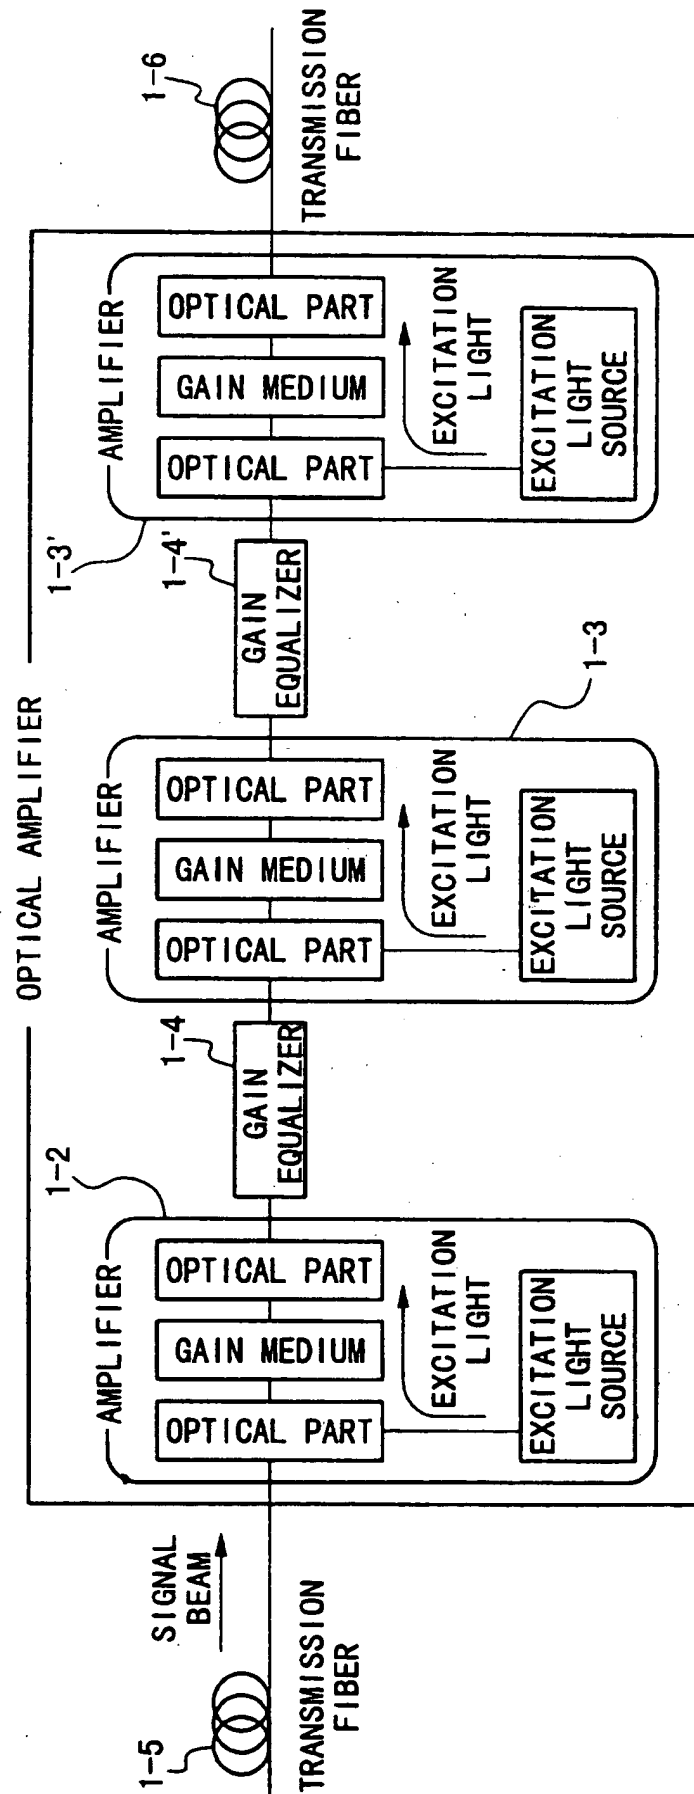 OPTICAL AMPLIFIER
1-5
TRANSMISSION
FIBER
SIGNAL
BEAM
1-2
AMPLIFIER
OPTICAL PART
GAIN MEDIUM
OPTICAL PART
EXCITATION
LIGHT
EXCITATION
LIGHT
SOURCE
1-4
GAIN
EQUALIZER
AMPLIFIER
OPTICAL PART
GAIN MEDIUM
OPTICAL PART
EXCITATION
LIGHT
EXCITATION
LIGHT
SOURCE
1-3
1-4'
GAIN
EQUALIZER
1-3'
AMPLIFIER
OPTICAL PART
GAIN MEDIUM
OPTICAL PART
EXCITATION
LIGHT
EXCITATION
LIGHT
SOURCE
1-6
TRANSMISSION
FIBER